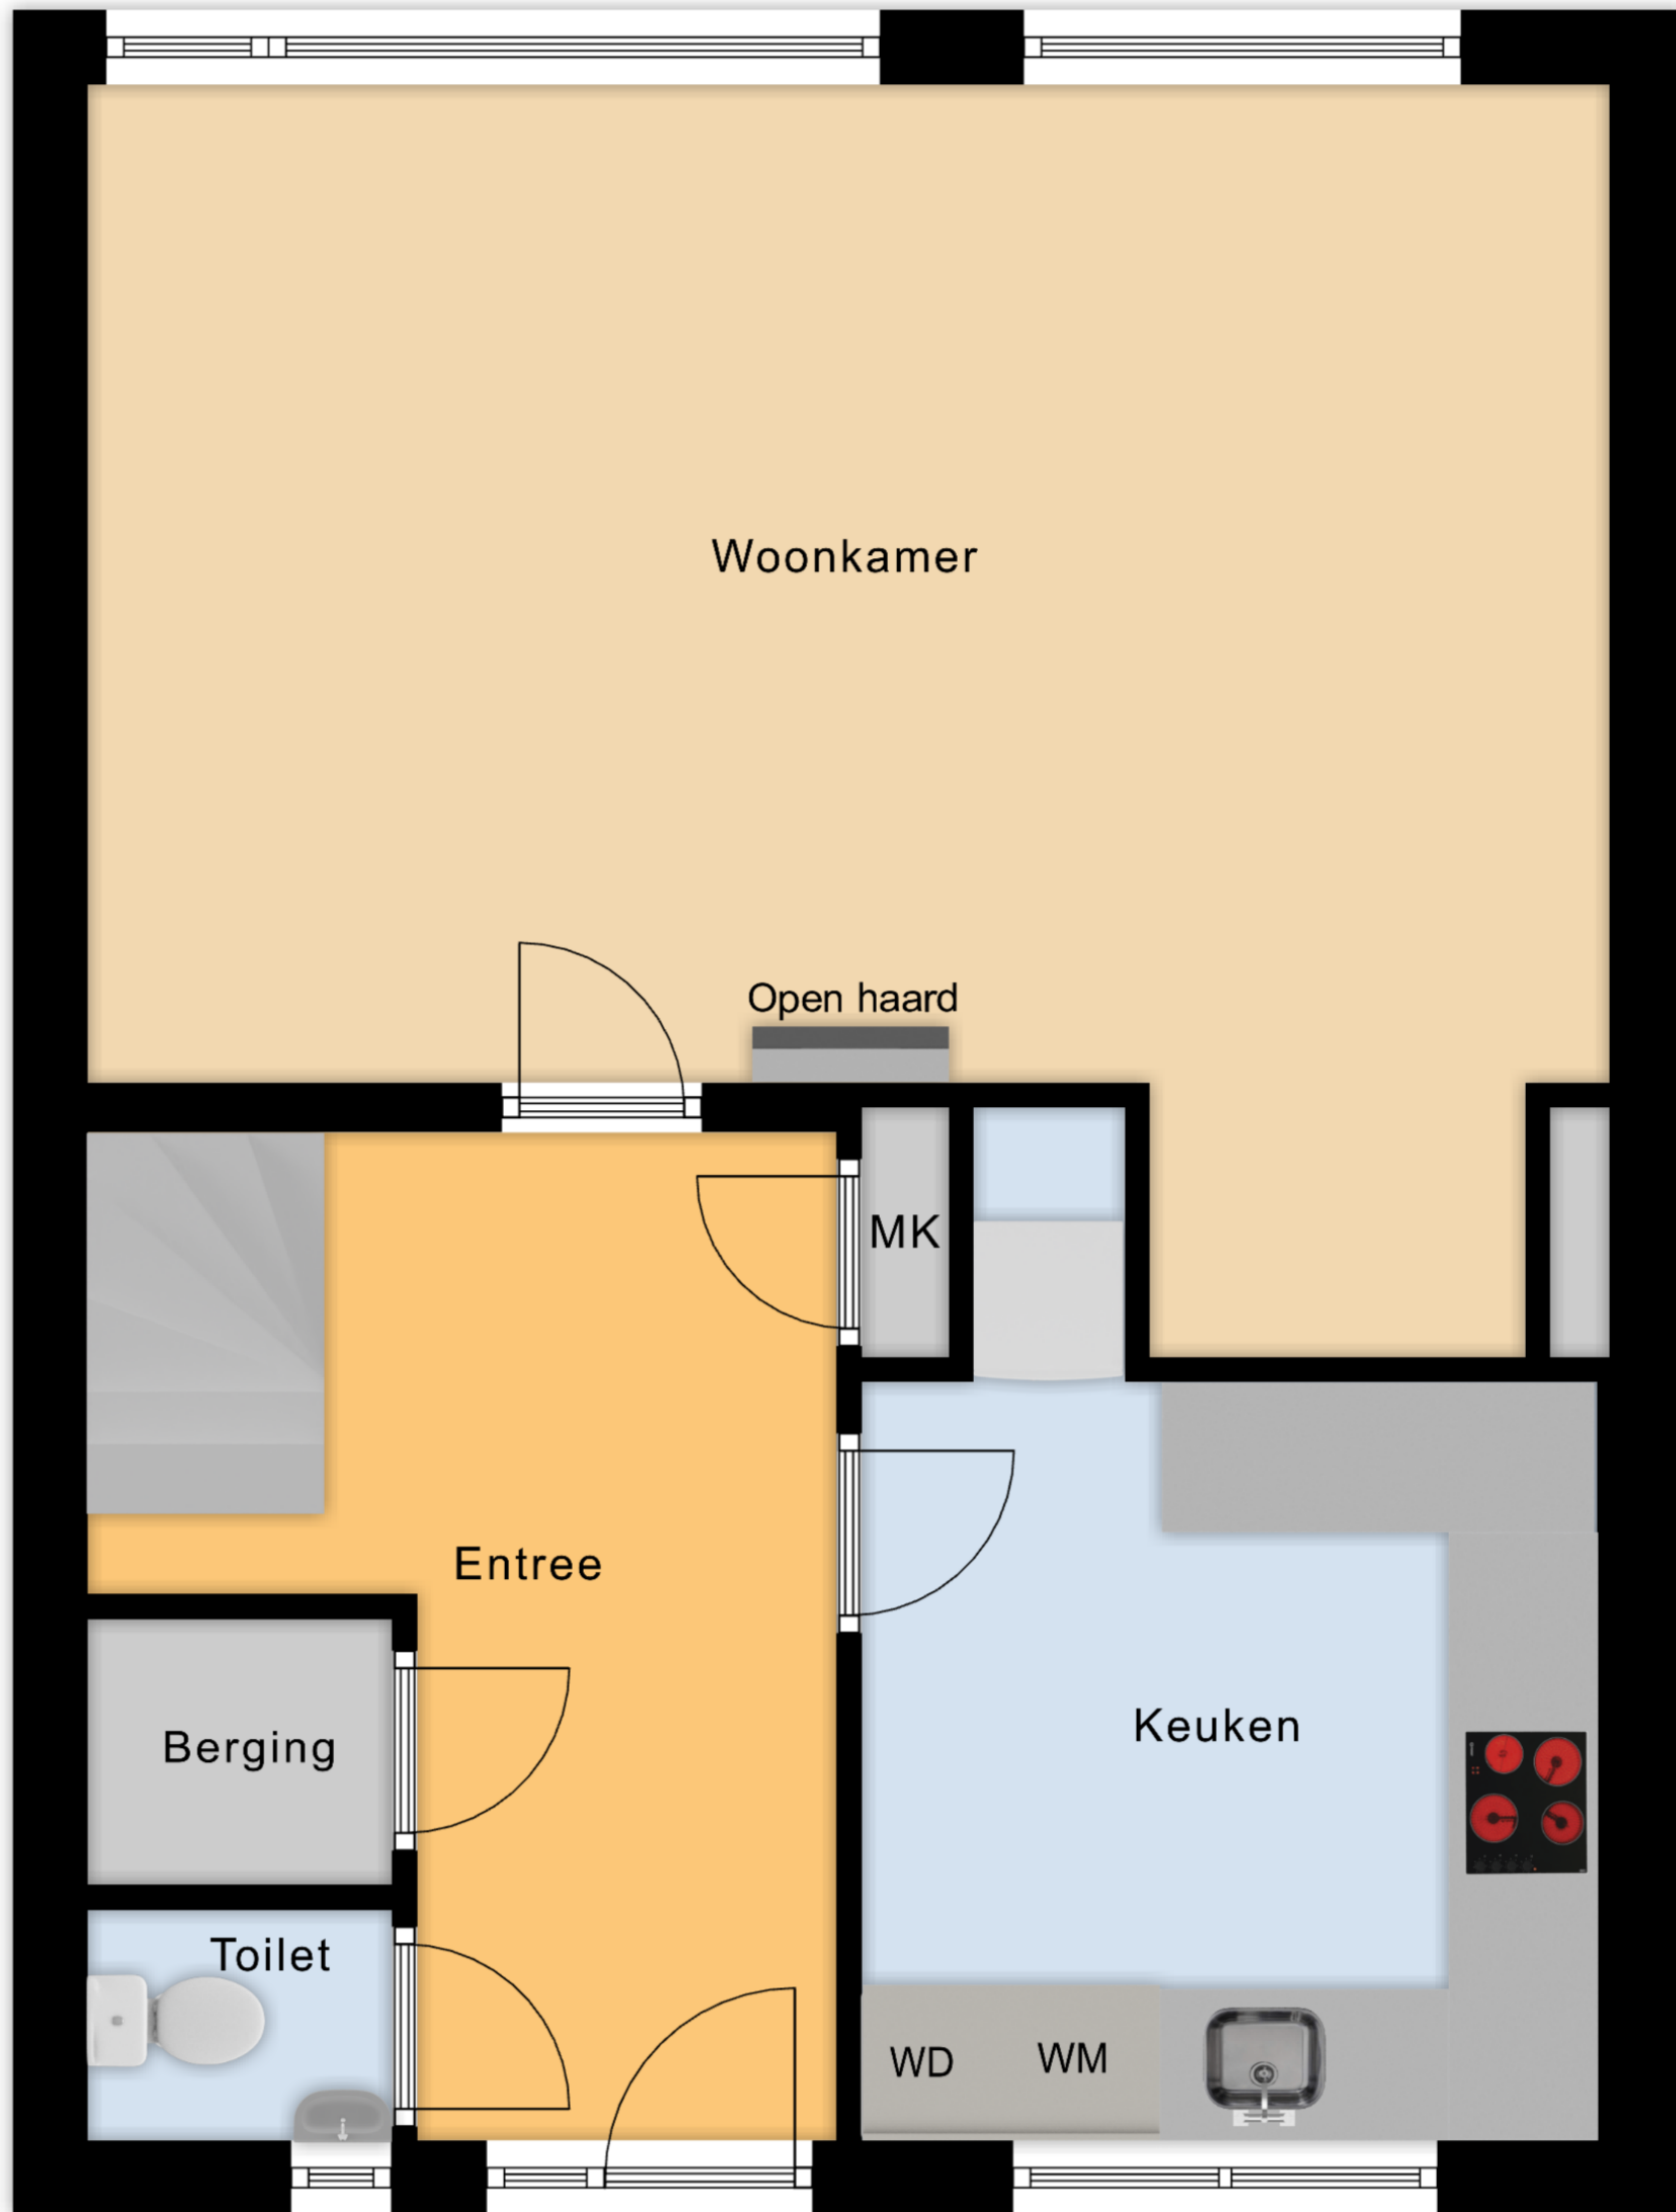 Woonkamer
Open haard
MK
Entree
Keuken
Berging
Toilet
WD
WM